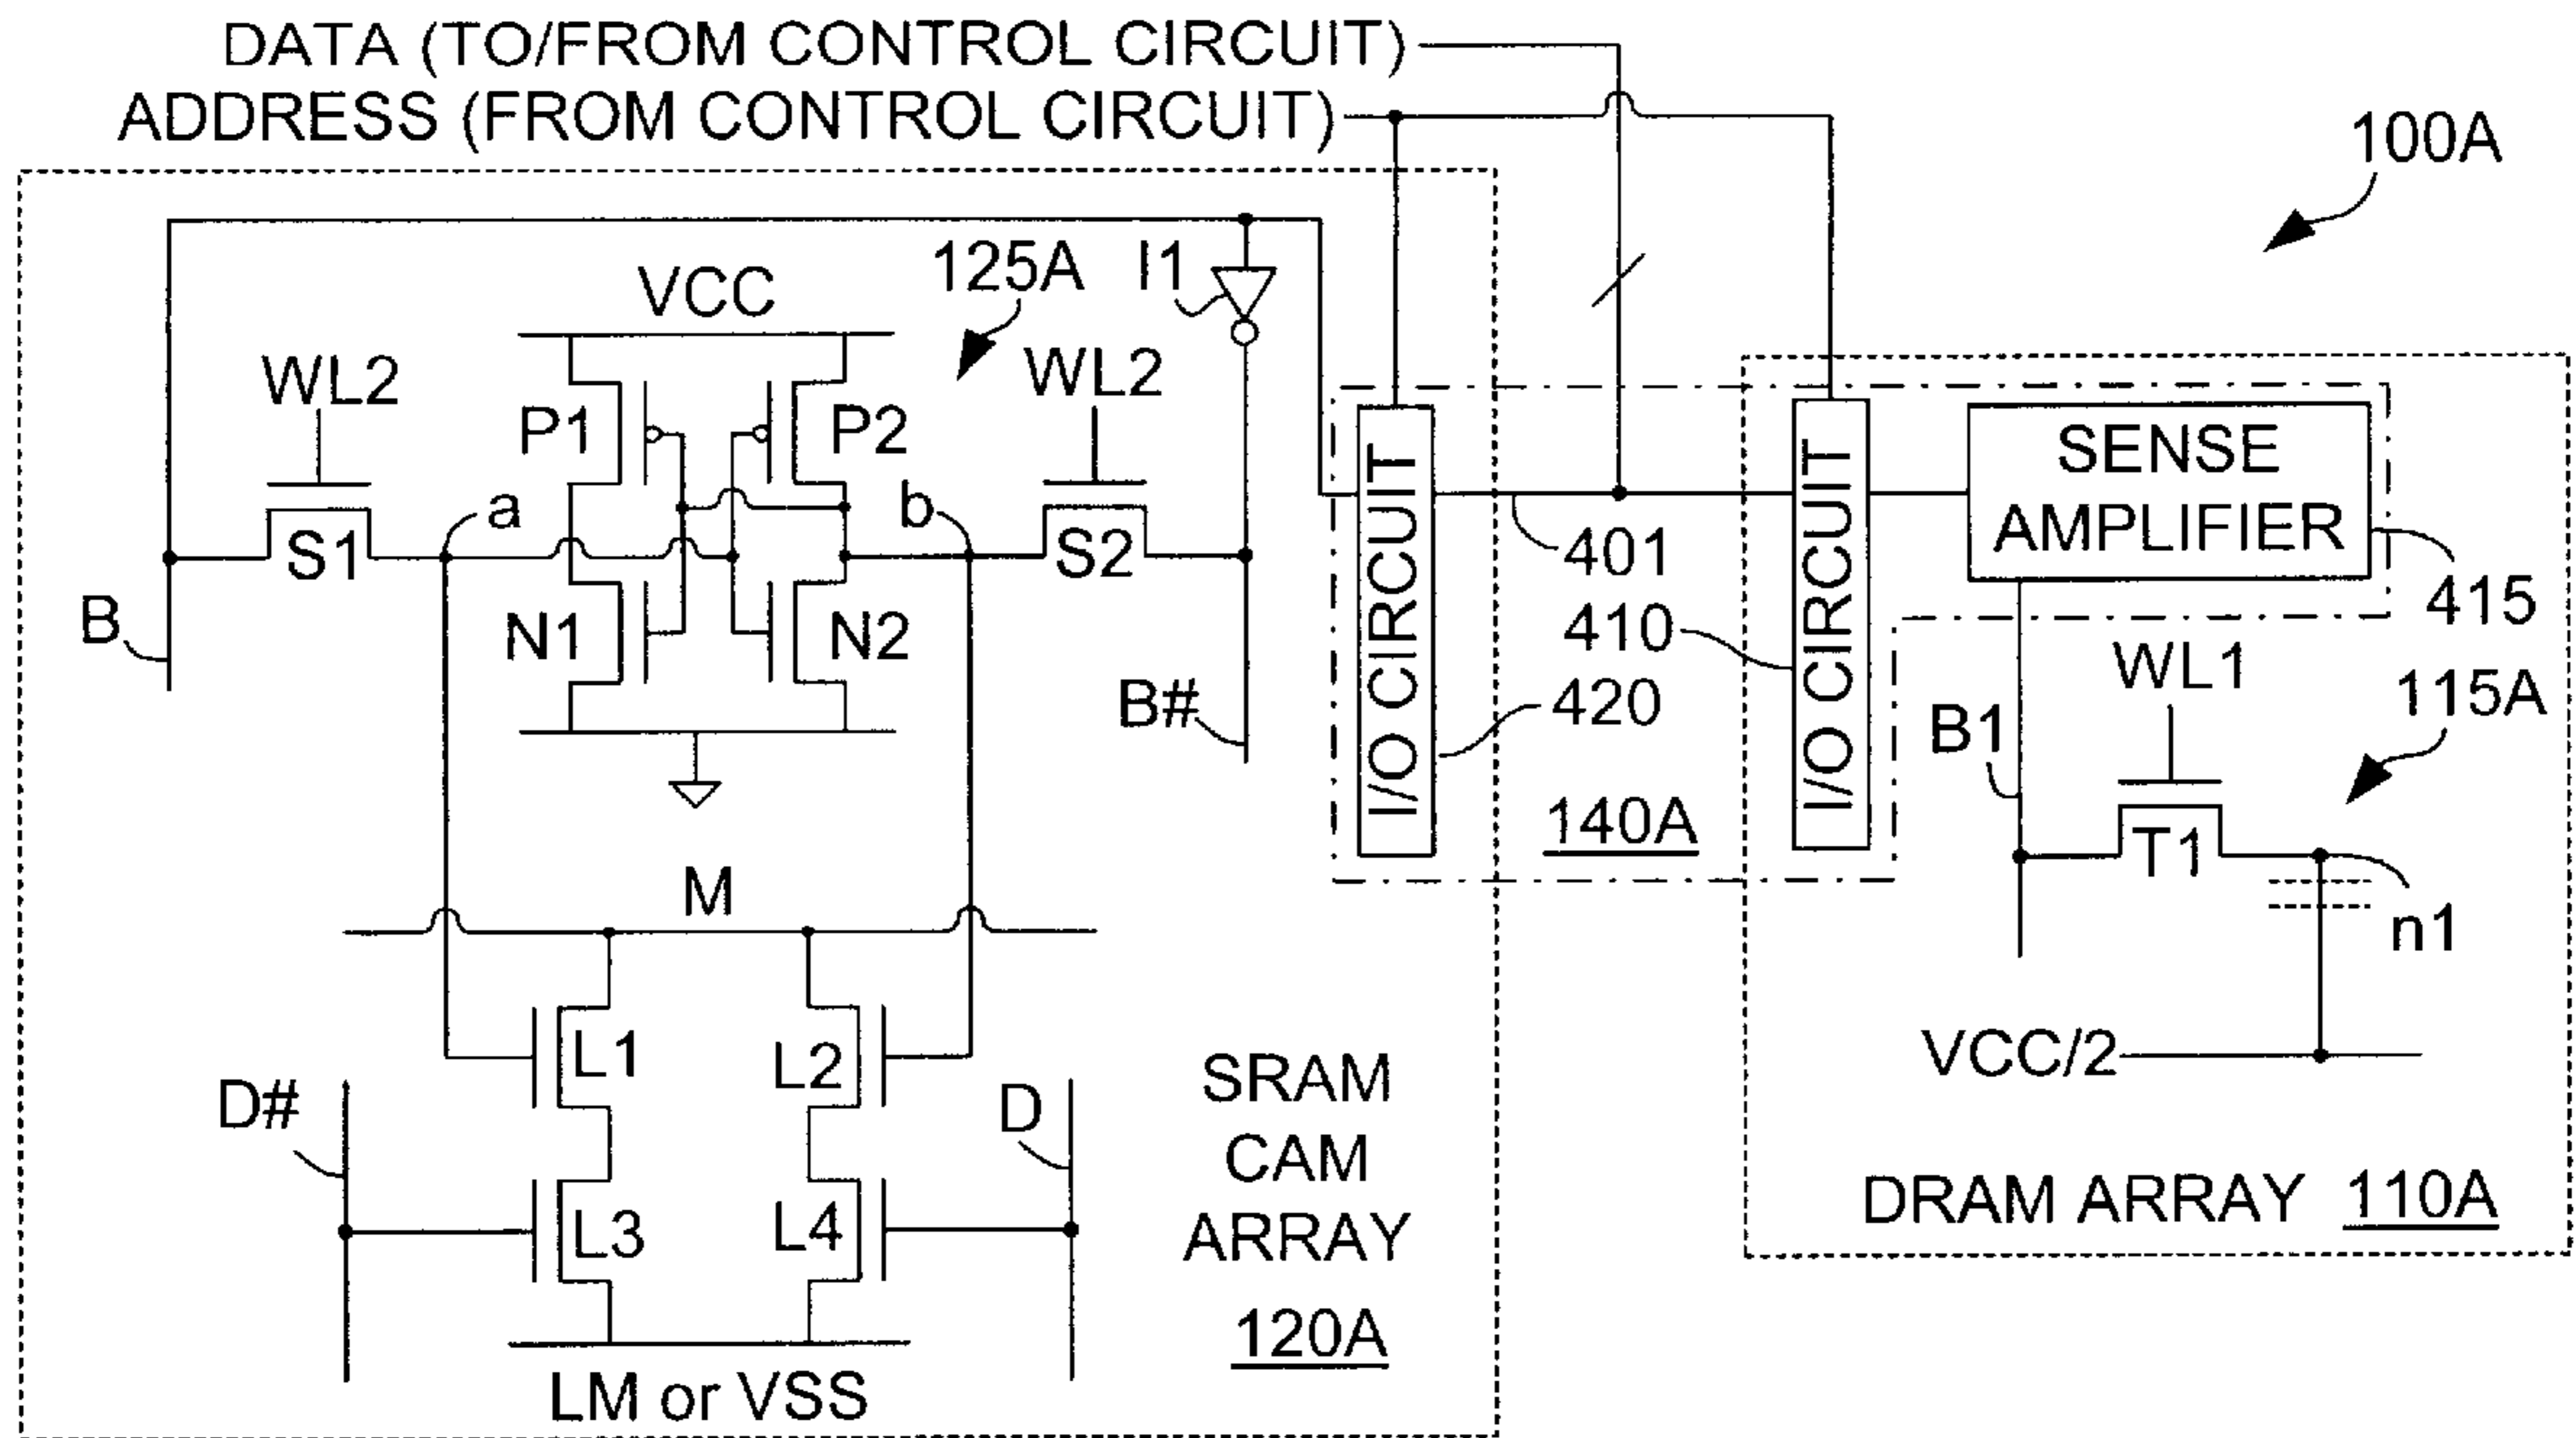 DATA (TO/FROM CONTROL CIRCUIT)
ADDRESS (FROM CONTROL CIRCUIT)
100A
125A
I1
VCC
WL2
WL2
P1
P2
SENSE
AMPLIFIER
I/O CIRCUIT
I/O CIRCUIT
a
b
S1
S2
401
415
B
N1
N2
410
WL1
115A
B#
420
B1
140A
T1
M
n1
L1
L2
VCC/2
SRAM
CAM
ARRAY
120A
D#
D
L3
L4
DRAM ARRAY 110A
LM or VSS